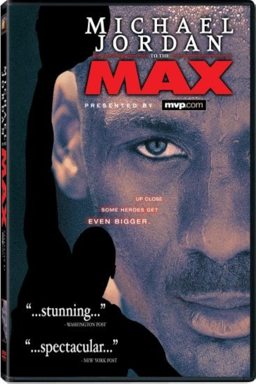 MICHAEL
JORDAN
TO THE
MAX
PRESENTED BY mvp.com
UP CLOSE
SOME HEROES GET
EVEN BIGGER.
"...stunning..."
- WASHINGTON POST
"...spectacular..."
- NEW YORK POST
MAX